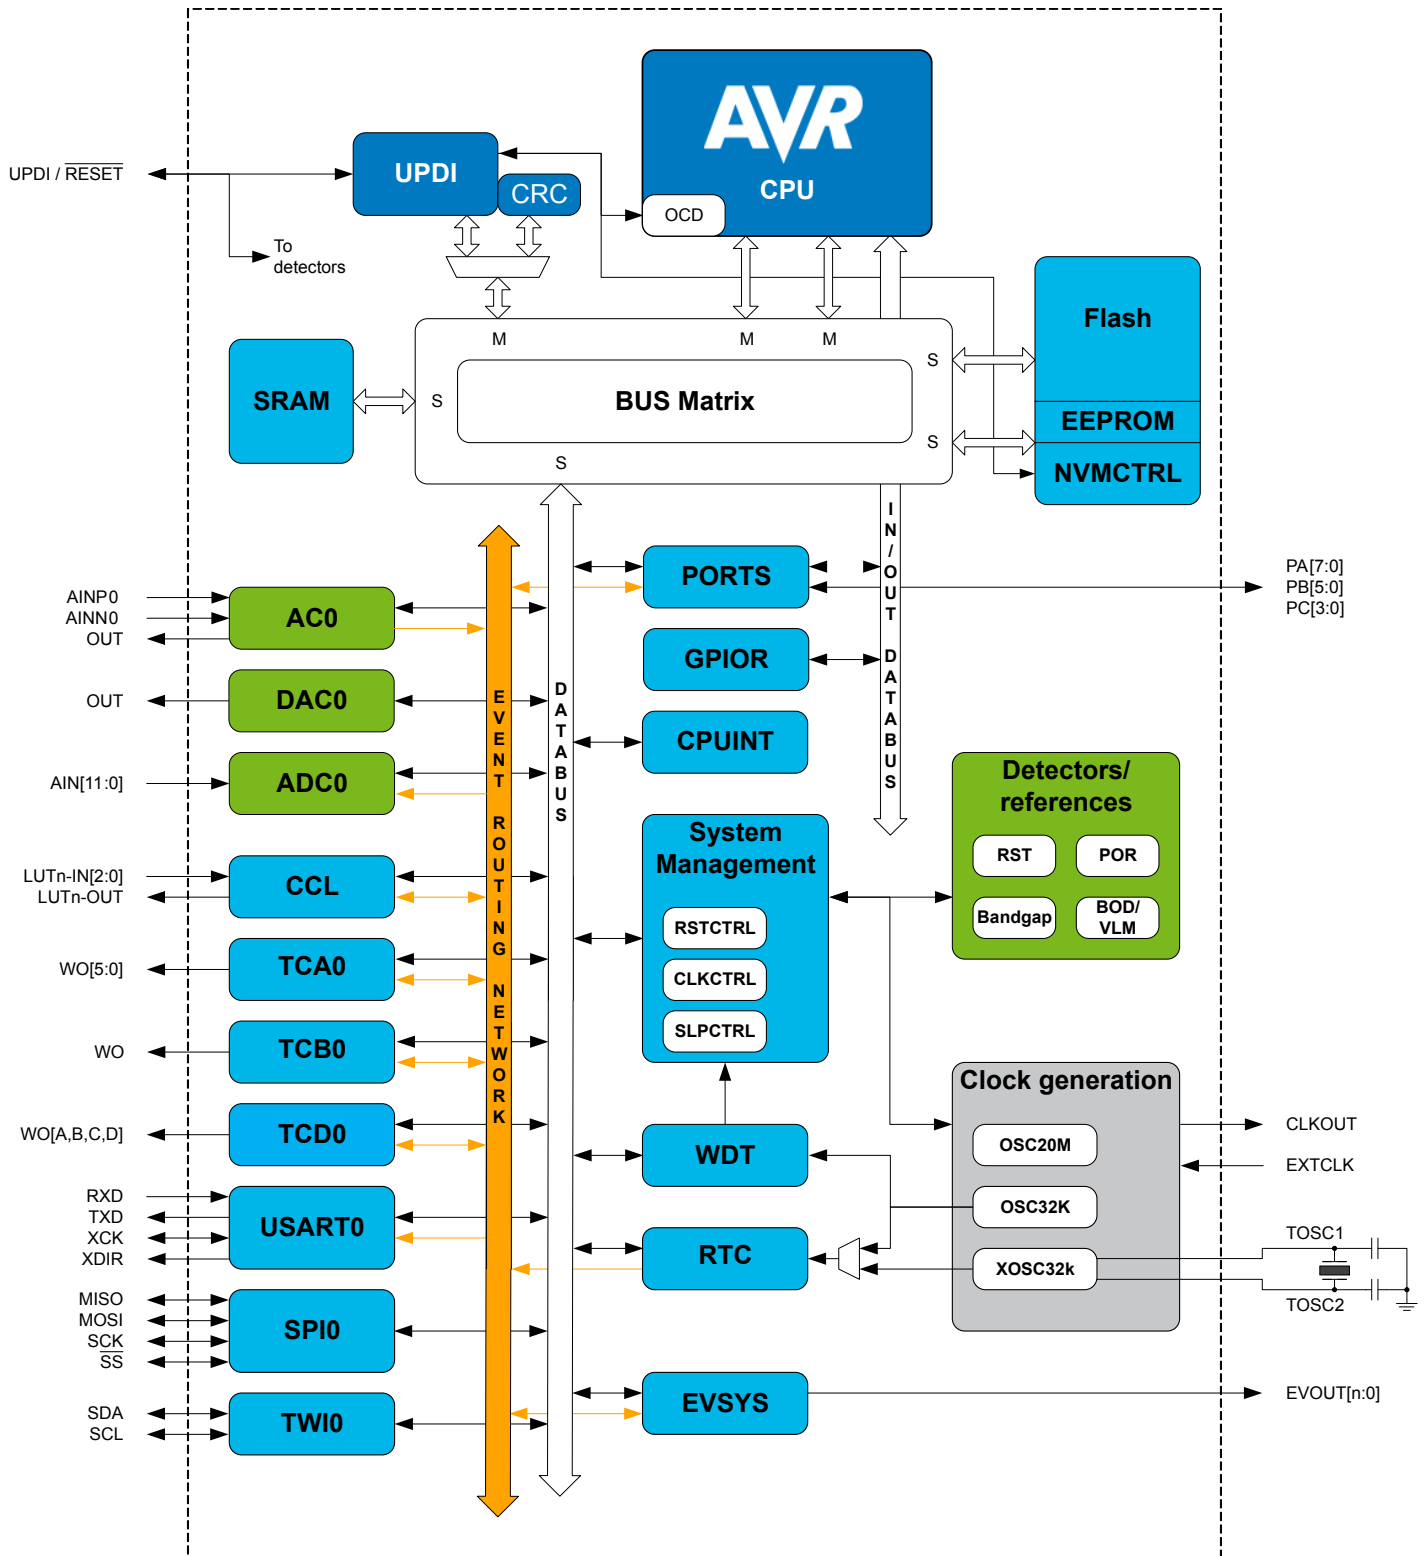 AVR
CPU
OCD
UPDI
CRC
UPDI / RESET
To
detectors
Flash
EEPROM
NVMCTRL
M
M
M
S
S
S
S
BUS Matrix
SRAM
EVENT ROUTING NETWORK
DATABUS
IN/OUT DATABUS
AINP0
AINN0
OUT
AC0
OUT
DAC0
AIN[11:0]
ADC0
LUTn-IN[2:0]
LUTn-OUT
CCL
WO[5:0]
TCA0
WO
TCB0
WO[A,B,C,D]
TCD0
RXD
TXD
XCK
XDIR
USART0
MISO
MOSI
SCK
SS
SPI0
SDA
SCL
TWI0
PORTS
GPIOR
CPUINT
PA[7:0]
PB[5:0]
PC[3:0]
System
Management
RSTCTRL
CLKCTRL
SLPCTRL
Detectors/
references
RST
POR
Bandgap
BOD/
VLM
WDT
RTC
EVSYS
Clock generation
OSC20M
OSC32K
XOSC32k
CLKOUT
EXTCLK
TOSC1
TOSC2
EVOUT[n:0]